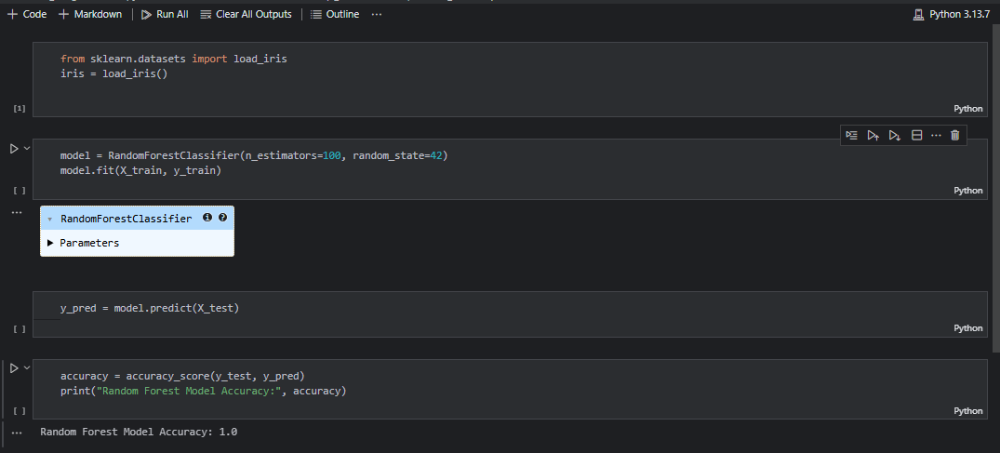 Code Markdown Run All Clear All Outputs Outline ... Python 3.13.7
from sklearn.datasets import load_iris
iris = load_iris()
[1]
Python
model = RandomForestClassifier(n_estimators=100, random_state=42)
model.fit(X_train, y_train)
[ ]
Python
...
RandomForestClassifier i ?
Parameters
y_pred = model.predict(X_test)
[ ]
Python
accuracy = accuracy_score(y_test, y_pred)
print("Random Forest Model Accuracy:", accuracy)
[ ]
Python
... Random Forest Model Accuracy: 1.0